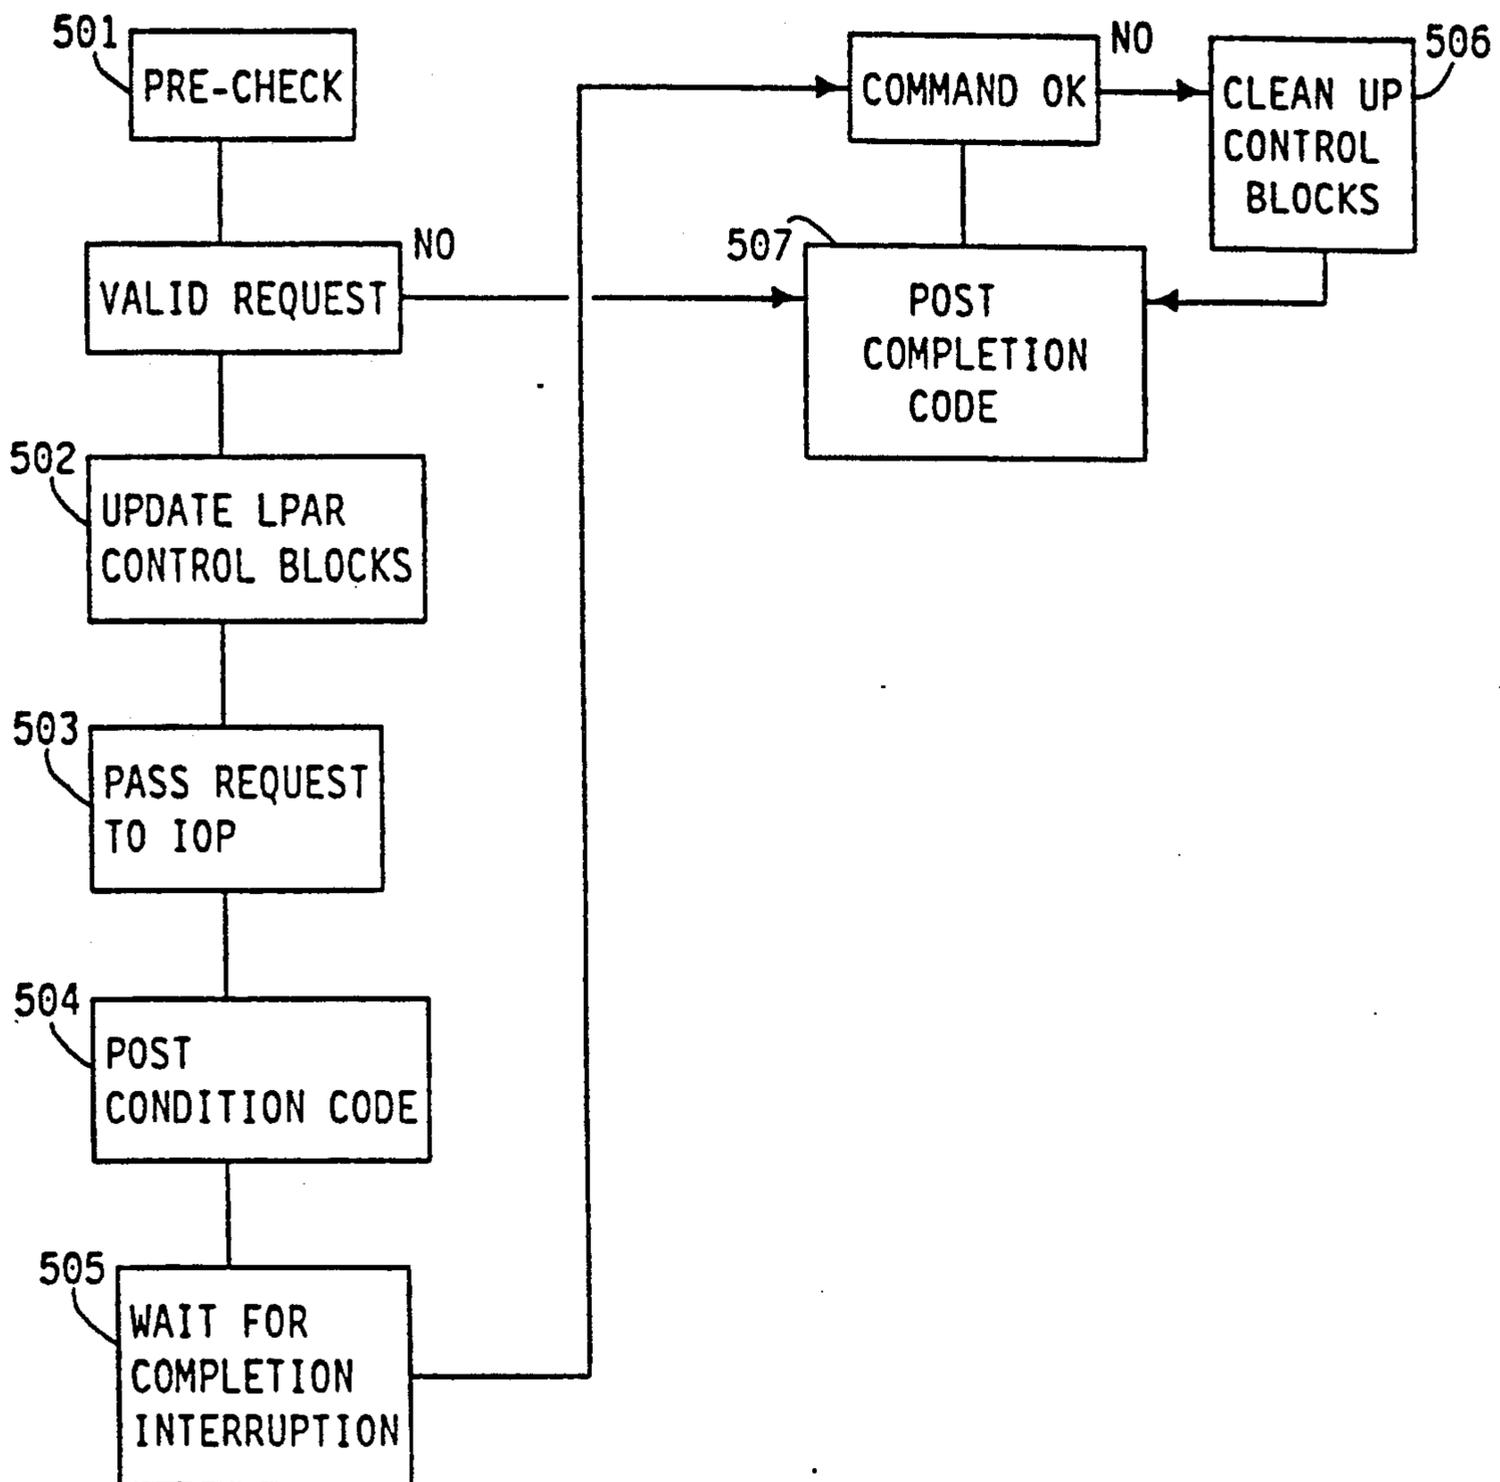 501
PRE-CHECK
VALID REQUEST
NO
502
UPDATE LPAR
CONTROL BLOCKS
503
PASS REQUEST
TO IOP
504
POST
CONDITION CODE
505
WAIT FOR
COMPLETION
INTERRUPTION
COMMAND OK
NO
506
CLEAN UP
CONTROL
BLOCKS
507
POST
COMPLETION
CODE